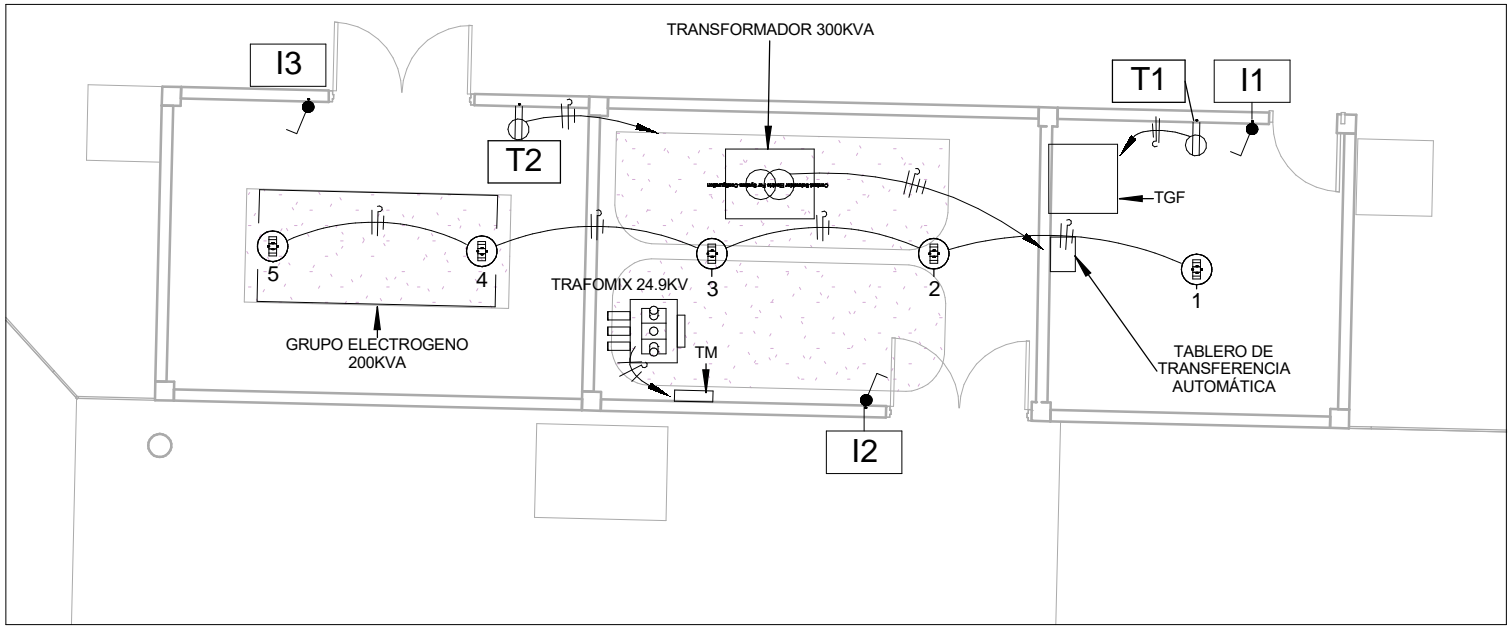 TRANSFORMADOR 300KVA
I3
T1
I1
T2
TGF
5
4
3
2
1
TRAFOMIX 24.9KV
GRUPO ELECTROGENO
200KVA
TM
TABLERO DE
TRANSFERENCIA
AUTOMÁTICA
I2